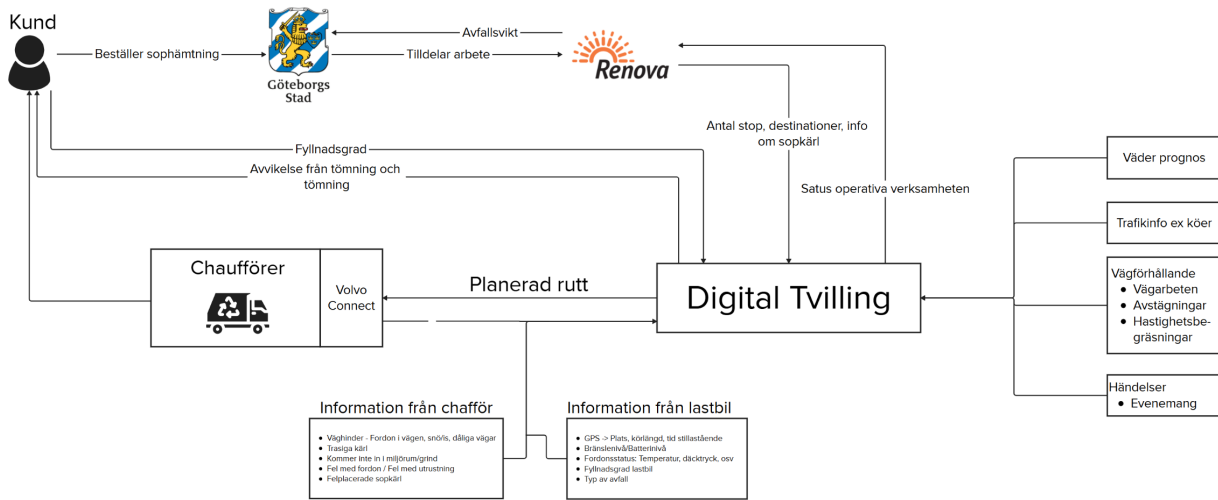 Kund
Beställer sophämtning
Göteborgs
Stad
Avfallsvikt
Tilldelar arbete
Renova
Antal stop, destinationer, info
om sopkärl
Satus operativa verksamheten
Fyllnadsgrad
Avvikelse från tömning och
tömning
Chaufförer
Volvo
Connect
Planerad rutt
Digital Tvilling
Väder prognos
Trafikinfo ex köer
Vägförhållande
• Vägarbeten
• Avstägningar
• Hastighetsbe-
gräsningar
Händelser
• Evenemang
Information från chafför
• Väghinder - Fordon i vägen, snö/is, dåliga vägar
• Trasiga kärl
• Kommer inte in i miljörum/grind
• Fel med fordon / Fel med utrustning
• Felplacerade sopkärl
Information från lastbil
• GPS -> Plats, körlängd, tid stillastående
• Bränslenivå/Batterinivå
• Fordonsstatus: Temperatur, däcktryck, osv
• Fyllnadsgrad lastbil
• Typ av avfall